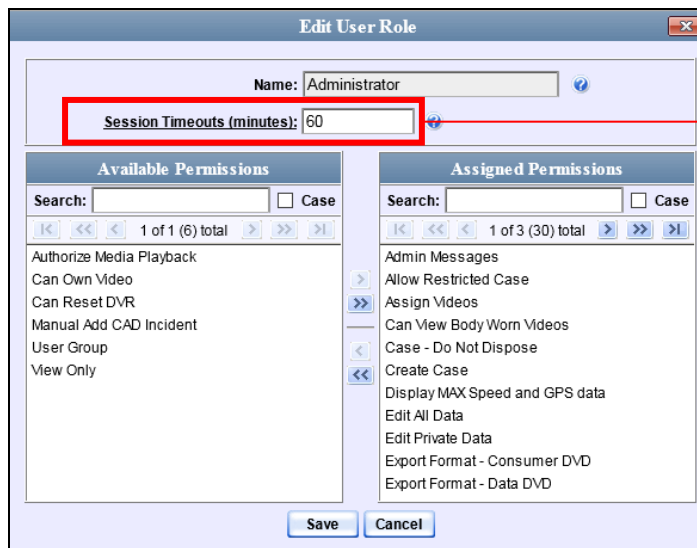 Edit User Role
Name: Administrator
Session Timeouts (minutes): 60
Available Permissions
Search: Case
1 of 1 (6) total
Authorize Media Playback
Can Own Video
Can Reset DVR
Manual Add CAD Incident
User Group
View Only
Assigned Permissions
Search: Case
1 of 3 (30) total
Admin Messages
Allow Restricted Case
Assign Videos
Can View Body Worn Videos
Case - Do Not Dispose
Create Case
Display MAX Speed and GPS data
Edit All Data
Edit Private Data
Export Format - Consumer DVD
Export Format - Data DVD
Save Cancel